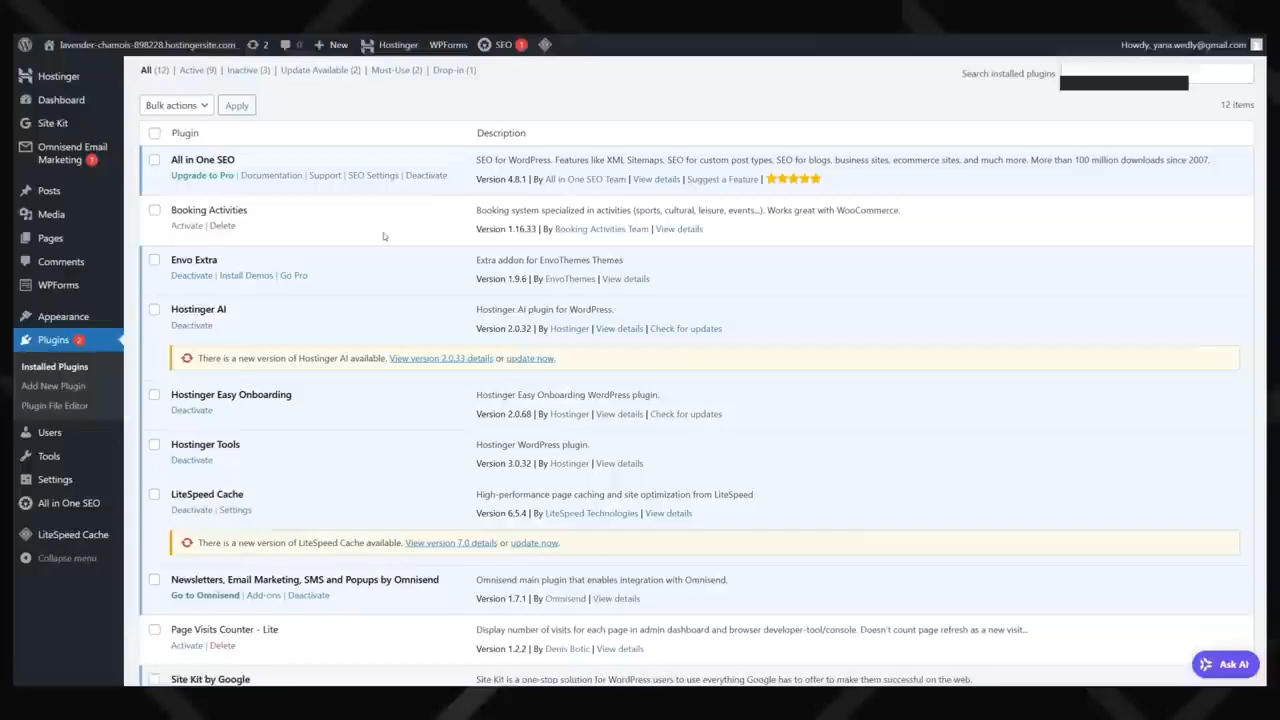 lavender-chamois-898228.hostingersite.com 2 0 New Hostinger WPForms SEO 1 Howdy, yana.wedly@gmail.com
Hostinger
Dashboard
Site Kit
Omnisend Email
Marketing 1
Posts
Media
Pages
Comments
WPForms
Appearance
Plugins 2
Installed Plugins
Add New Plugin
Plugin File Editor
Users
Tools
Settings
All in One SEO
LiteSpeed Cache
Collapse menu
All (12) | Active (9) | Inactive (3) | Update Available (2) | Must-Use (2) | Drop-in (1)
Search installed plugins
Bulk actions Apply
12 items
Plugin Description
All in One SEO
Upgrade to Pro | Documentation | Support | SEO Settings | Deactivate
SEO for WordPress. Features like XML Sitemaps, SEO for custom post types, SEO for blogs, business sites, ecommerce sites, and much more. More than 100 million downloads since 2007.
Version 4.8.1 | By All in One SEO Team | View details | Suggest a Feature |
Booking Activities
Activate | Delete
Booking system specialized in activities (sports, cultural, leisure, events...). Works great with WooCommerce.
Version 1.16.33 | By Booking Activities Team | View details
Envo Extra
Deactivate | Install Demos | Go Pro
Extra addon for EnvoThemes Themes
Version 1.9.6 | By EnvoThemes | View details
Hostinger AI
Deactivate
Hostinger AI plugin for WordPress.
Version 2.0.32 | By Hostinger | View details | Check for updates
There is a new version of Hostinger AI available. View version 2.0.33 details or update now.
Hostinger Easy Onboarding
Deactivate
Hostinger Easy Onboarding WordPress plugin.
Version 2.0.68 | By Hostinger | View details | Check for updates
Hostinger Tools
Deactivate
Hostinger WordPress plugin.
Version 3.0.32 | By Hostinger | View details
LiteSpeed Cache
Deactivate | Settings
High-performance page caching and site optimization from LiteSpeed
Version 6.5.4 | By LiteSpeed Technologies | View details
There is a new version of LiteSpeed Cache available. View version 7.0 details or update now.
Newsletters, Email Marketing, SMS and Popups by Omnisend
Go to Omnisend | Add-ons | Deactivate
Omnisend main plugin that enables integration with Omnisend.
Version 1.7.1 | By Omnisend | View details
Page Visits Counter - Lite
Activate | Delete
Display number of visits for each page in admin dashboard and browser developer-tool/console. Doesn't count page refresh as a new visit...
Version 1.2.2 | By Denis Botic | View details
Site Kit by Google
Site Kit is a one-stop solution for WordPress users to use everything Google has to offer to make them successful on the web.
Ask AI